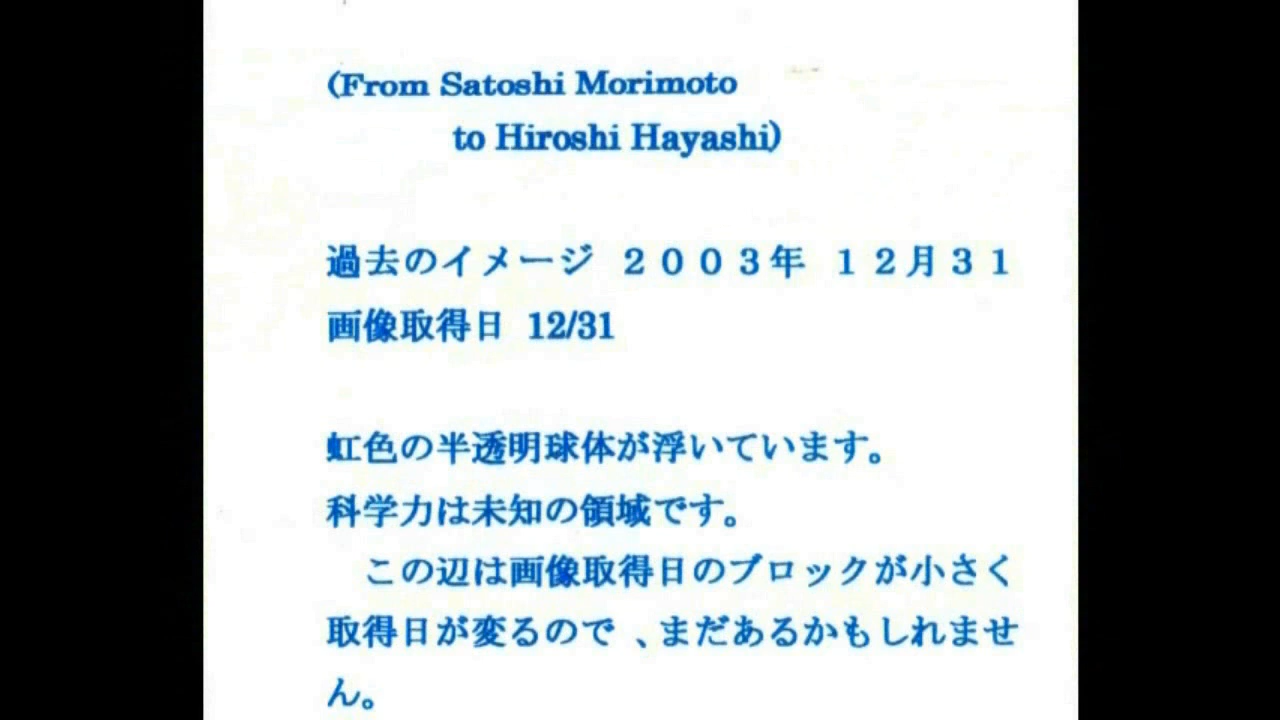 (From Satoshi Morimoto
to Hiroshi Hayashi)
過去のイメージ ２００３年 １２月３１
画像取得日 12/31
虹色の半透明球体が浮いています。
科学力は未知の領域です。
この辺は画像取得日のブロックが小さく
取得日が変るので 、まだあるかもしれませ
ん。